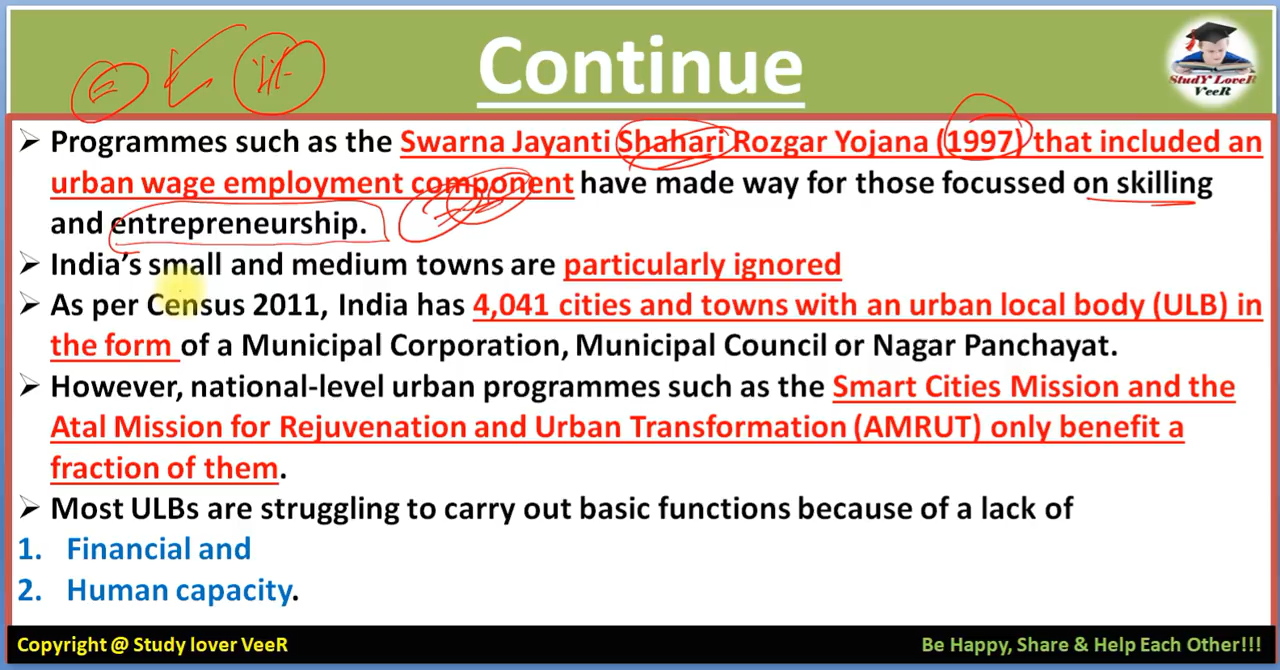 Continue
StudY LoveR
VeeR
➢ Programmes such as the Swarna Jayanti Shahari Rozgar Yojana (1997) that included an
urban wage employment component have made way for those focussed on skilling
and entrepreneurship.
➢ India's small and medium towns are particularly ignored
➢ As per Census 2011, India has 4,041 cities and towns with an urban local body (ULB) in
the form of a Municipal Corporation, Municipal Council or Nagar Panchayat.
➢ However, national-level urban programmes such as the Smart Cities Mission and the
Atal Mission for Rejuvenation and Urban Transformation (AMRUT) only benefit a
fraction of them.
➢ Most ULBs are struggling to carry out basic functions because of a lack of
1. Financial and
2. Human capacity.
Copyright @ Study lover VeeR
Be Happy, Share & Help Each Other!!!